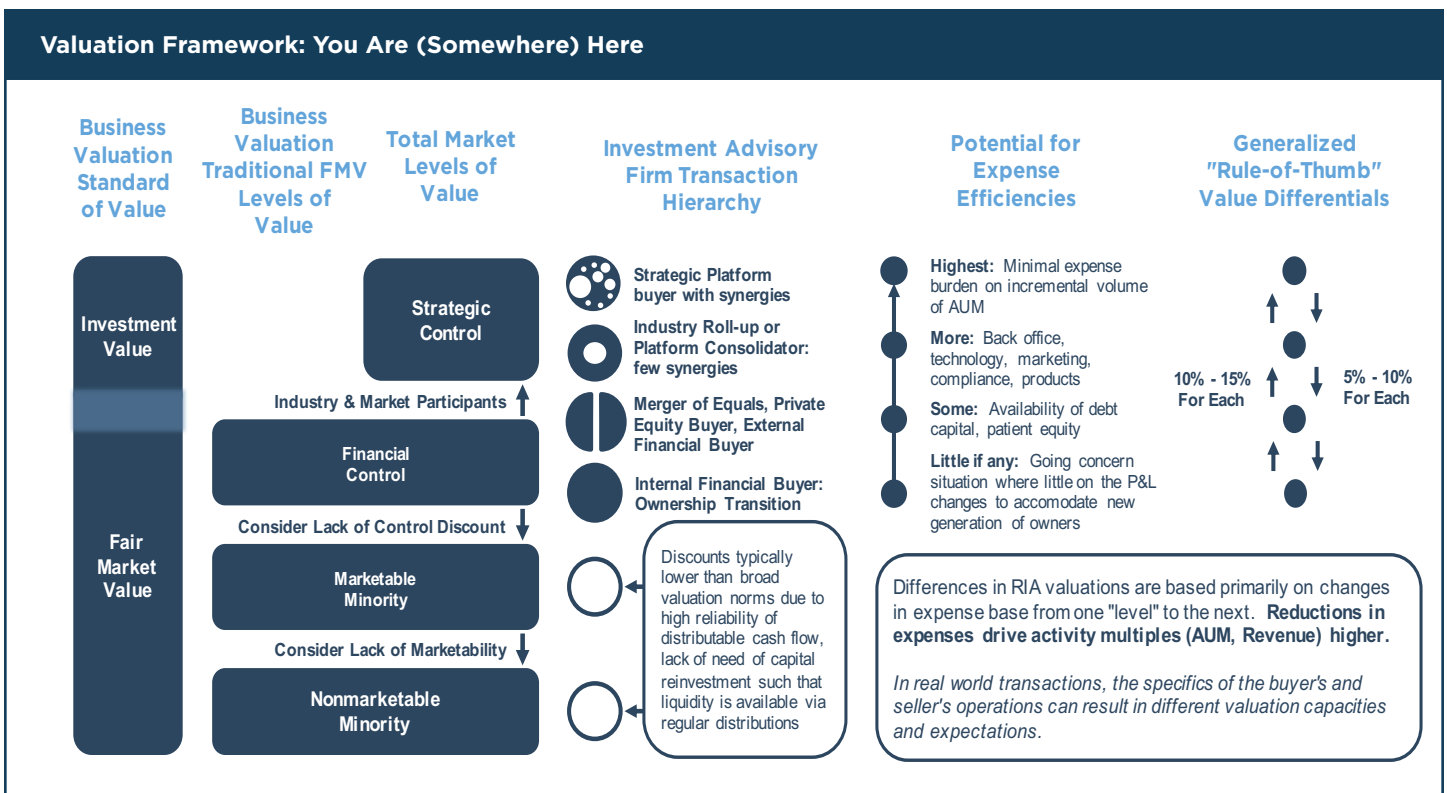 Valuation Framework: You Are (Somewhere) Here
Business
Valuation
Standard
of Value
Business
Valuation
Traditional FMV
Levels of
Value
Total Market
Levels of
Value
Investment Advisory
Firm Transaction
Hierarchy
Potential for
Expense
Efficiencies
Generalized
"Rule-of-Thumb"
Value Differentials
Investment
Value
Fair
Market
Value
Strategic
Control
Industry & Market Participants
Financial
Control
Consider Lack of Control Discount
Marketable
Minority
Consider Lack of Marketability
Nonmarketable
Minority
Strategic Platform
buyer with synergies
Industry Roll-up or
Platform Consolidator:
few synergies
Merger of Equals, Private
Equity Buyer, External
Financial Buyer
Internal Financial Buyer:
Ownership Transition
Discounts typically
lower than broad
valuation norms due to
high reliability of
distributable cash flow,
lack of need of capital
reinvestment such that
liquidity is available via
regular distributions
Highest: Minimal expense
burden on incremental volume
of AUM
More: Back office,
technology, marketing,
compliance, products
Some: Availability of debt
capital, patient equity
Little if any: Going concern
situation where little on the P&L
changes to accomodate new
generation of owners
10% - 15%
For Each
5% - 10%
For Each
Differences in RIA valuations are based primarily on changes
in expense base from one "level" to the next. Reductions in
expenses drive activity multiples (AUM, Revenue) higher.
In real world transactions, the specifics of the buyer's and
seller's operations can result in different valuation capacities
and expectations.